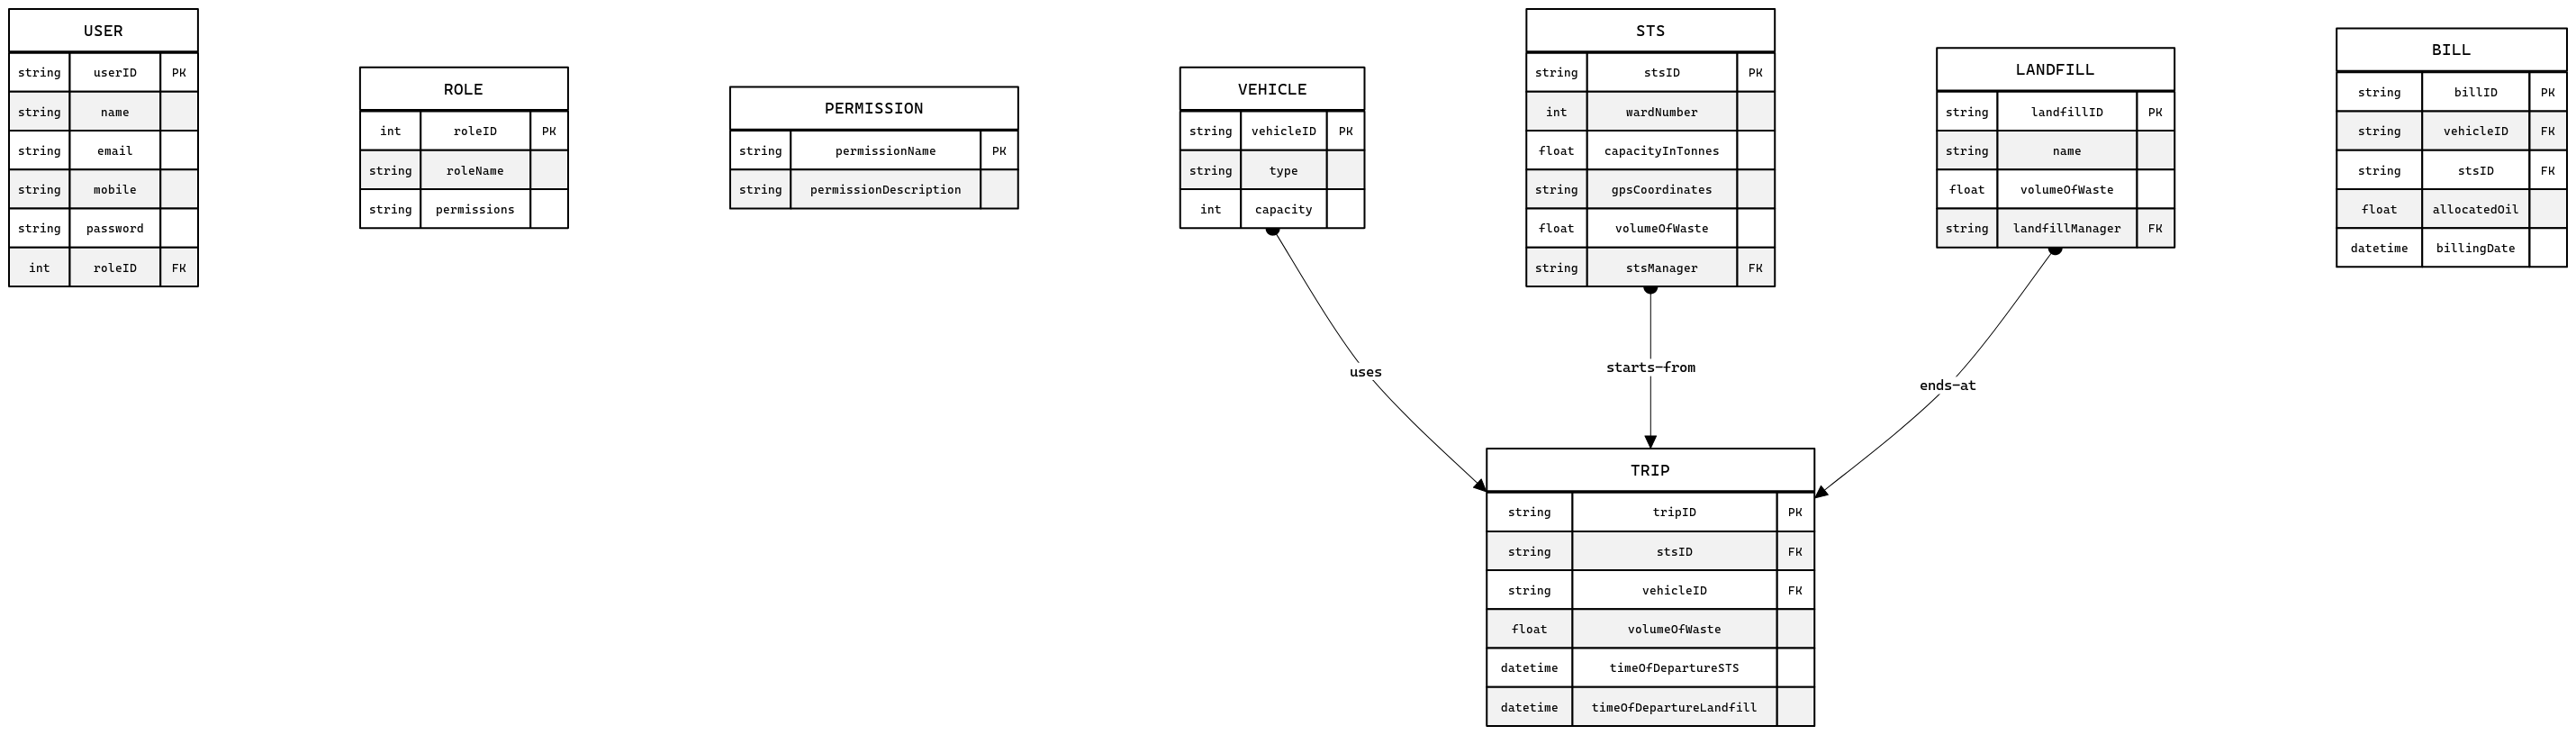 USER
string userID PK
string name
string email
string mobile
string password
int roleID FK
ROLE
int roleID PK
string roleName
string permissions
PERMISSION
string permissionName PK
string permissionDescription
VEHICLE
string vehicleID PK
string type
int capacity
STS
string stsID PK
int wardNumber
float capacityInTonnes
string gpsCoordinates
float volumeOfWaste
string stsManager FK
LANDFILL
string landfillID PK
string name
float volumeOfWaste
string landfillManager FK
BILL
string billID PK
string vehicleID FK
string stsID FK
float allocatedOil
datetime billingDate
uses
starts-from
ends-at
TRIP
string tripID PK
string stsID FK
string vehicleID FK
float volumeOfWaste
datetime timeOfDepartureSTS
datetime timeOfDepartureLandfill